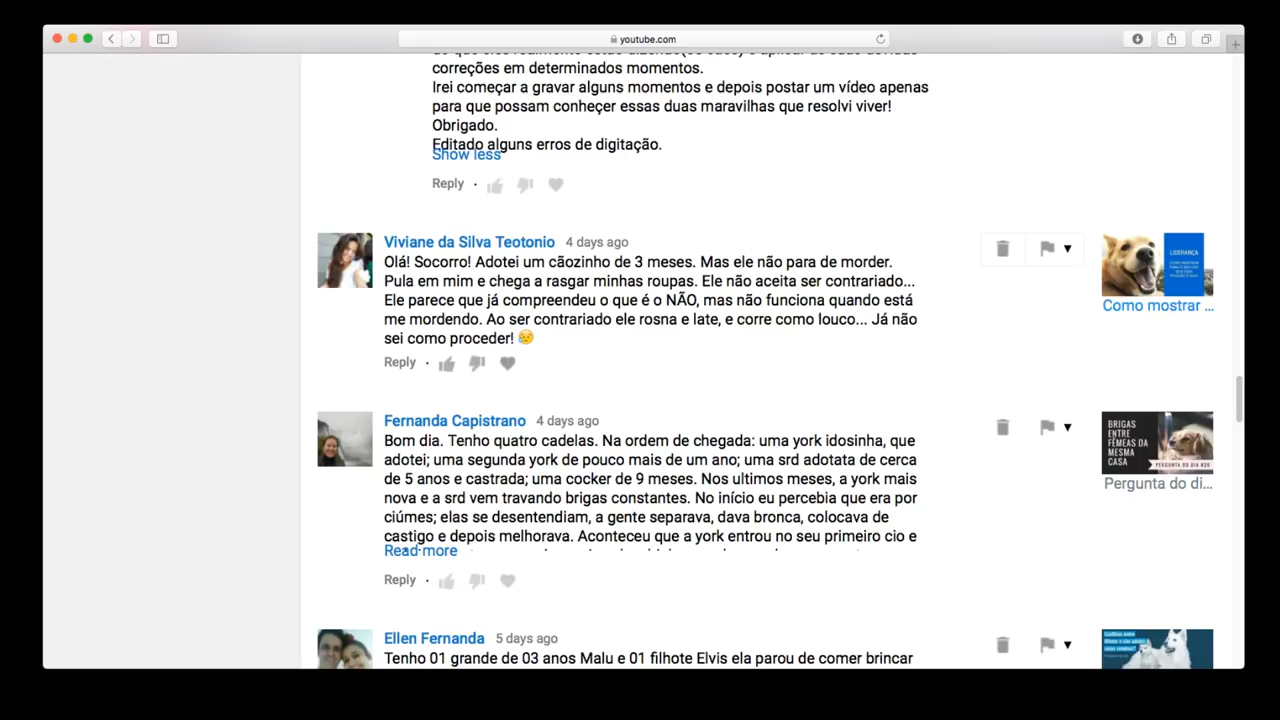 youtube.com
correções em determinados momentos.
Irei começar a gravar alguns momentos e depois postar um vídeo apenas
para que possam conhecer essas duas maravilhas que resolvi viver!
Obrigado.
Editado alguns erros de digitação.
Show less
Reply
Viviane da Silva Teotonio 4 days ago
Olá! Socorro! Adotei um cãozinho de 3 meses. Mas ele não para de morder.
Pula em mim e chega a rasgar minhas roupas. Ele não aceita ser contrariado...
Ele parece que já compreendeu o que é o NÃO, mas não funciona quando está
me mordendo. Ao ser contrariado ele rosna e late, e corre como louco... Já não
sei como proceder! 😥
Reply
LIDERANÇA
Como mostrar ...
Fernanda Capistrano 4 days ago
Bom dia. Tenho quatro cadelas. Na ordem de chegada: uma york idosinha, que
adotei; uma segunda york de pouco mais de um ano; uma srd adotata de cerca
de 5 anos e castrada; uma cocker de 9 meses. Nos ultimos meses, a york mais
nova e a srd vem travando brigas constantes. No início eu percebia que era por
ciúmes; elas se desentendiam, a gente separava, dava bronca, colocava de
castigo e depois melhorava. Aconteceu que a york entrou no seu primeiro cio e
Read more
Reply
BRIGAS
ENTRE
FÊMEAS DA
MESMA
CASA
PERGUNTA DO DIA #20
Pergunta do di...
Ellen Fernanda 5 days ago
Tenho 01 grande de 03 anos Malu e 01 filhote Elvis ela parou de comer brincar